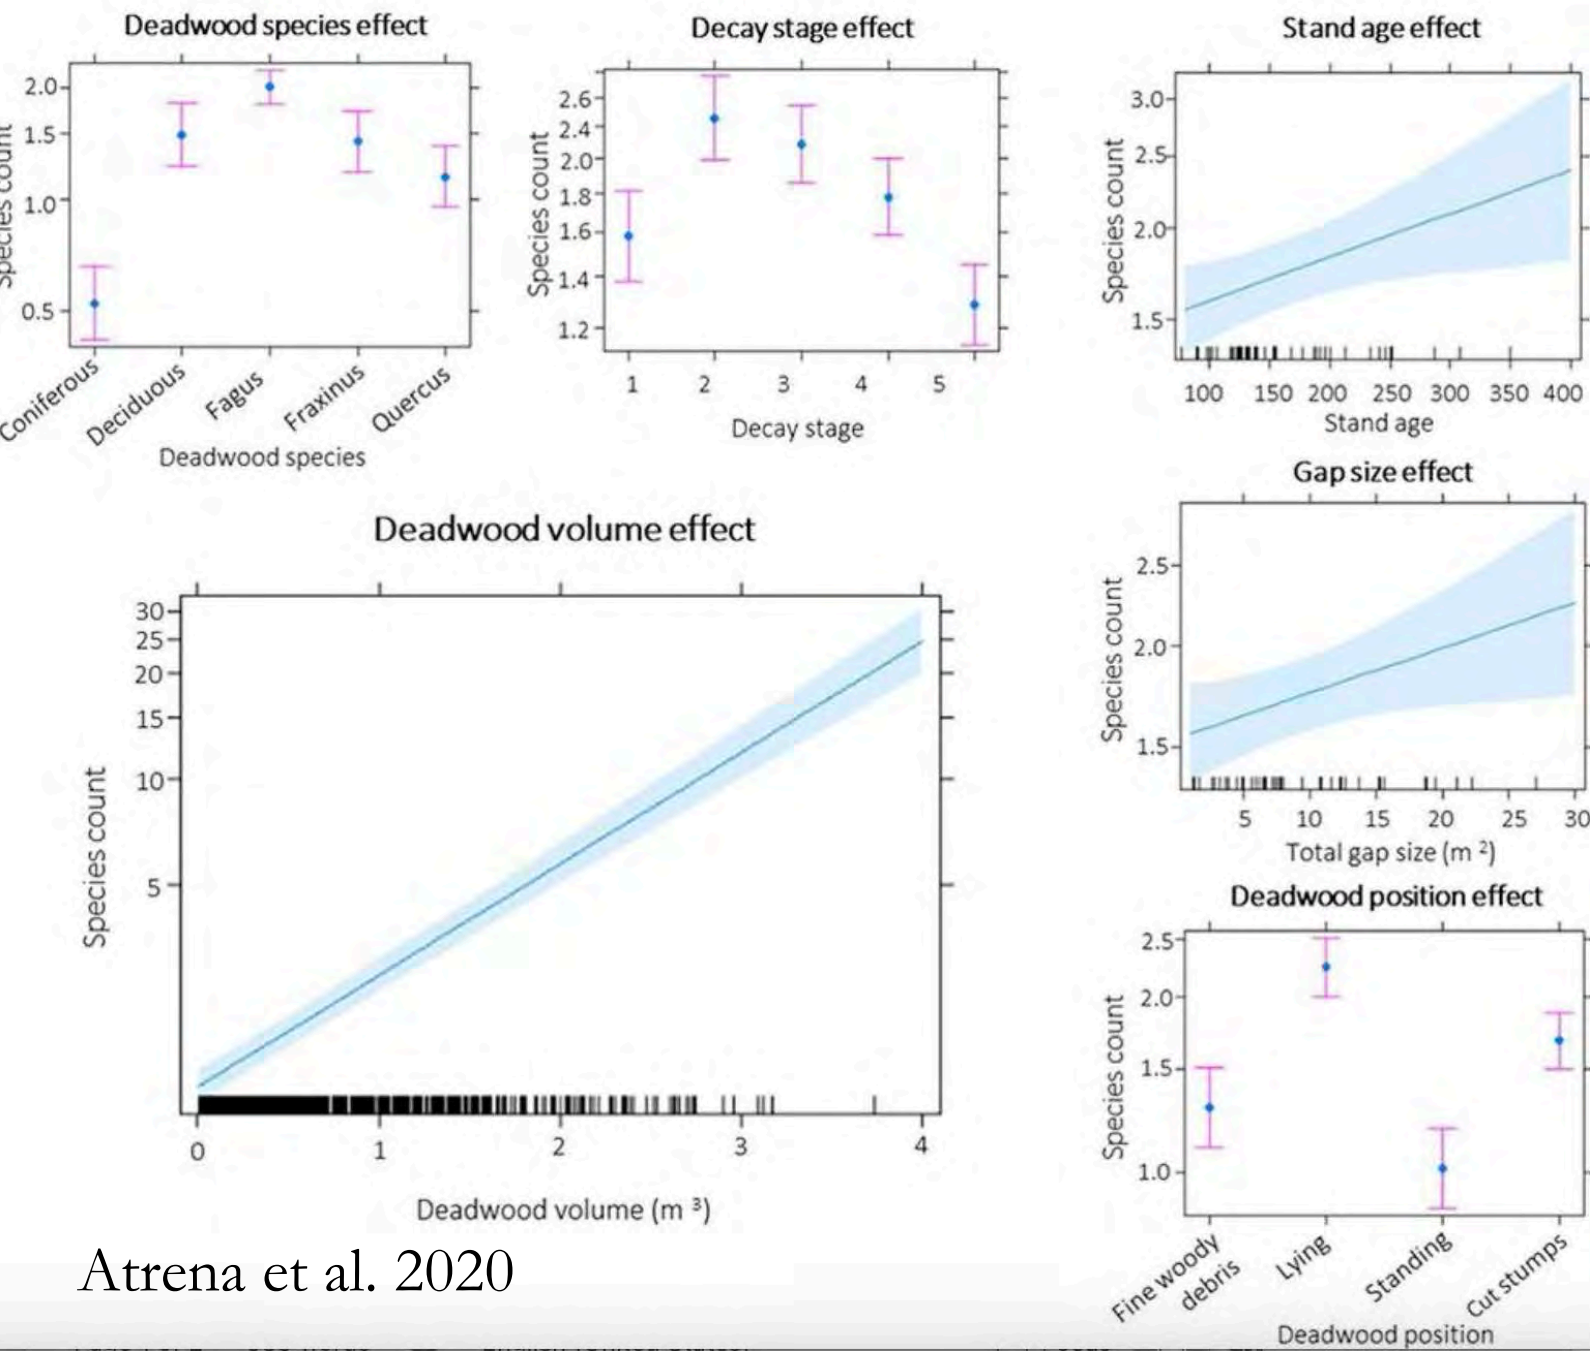 Deadwood species effect
Species count
2.0
1.5
1.0
0.5
Coniferous
Deciduous
Fagus
Fraxinus
Quercus
Deadwood species
Decay stage effect
Species count
2.6
2.4
2.0
1.8
1.6
1.4
1.2
1 2 3 4 5
Decay stage
Stand age effect
Species count
3.0
2.5
2.0
1.5
100 150 200 250 300 350 400
Stand age
Deadwood volume effect
Species count
30
25
20
15
10
5
0 1 2 3 4
Deadwood volume (m ³)
Gap size effect
Species count
2.5
2.0
1.5
5 10 15 20 25 30
Total gap size (m ²)
Deadwood position effect
Species count
2.5
2.0
1.5
1.0
Fine woody
debris
Lying
Standing
Cut stumps
Deadwood position
Atrena et al. 2020